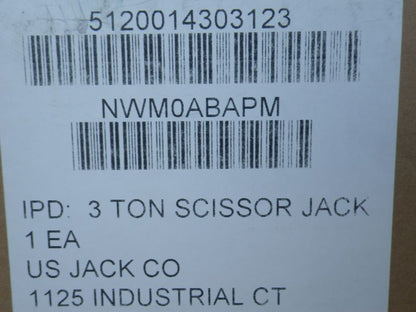 5120014303123
NWM0ABAPM
IPD: 3 TON SCISSOR JACK
1 EA
US JACK CO
1125 INDUSTRIAL CT